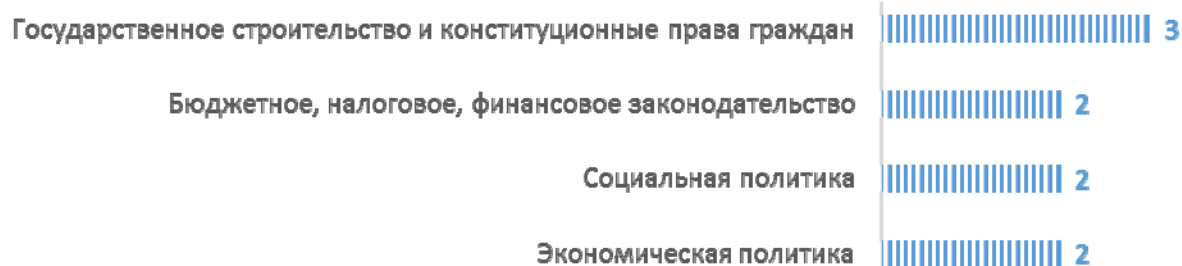 Государственное строительство и конституционные права граждан 3
Бюджетное, налоговое, финансовое законодательство 2
Социальная политика 2
Экономическая политика 2